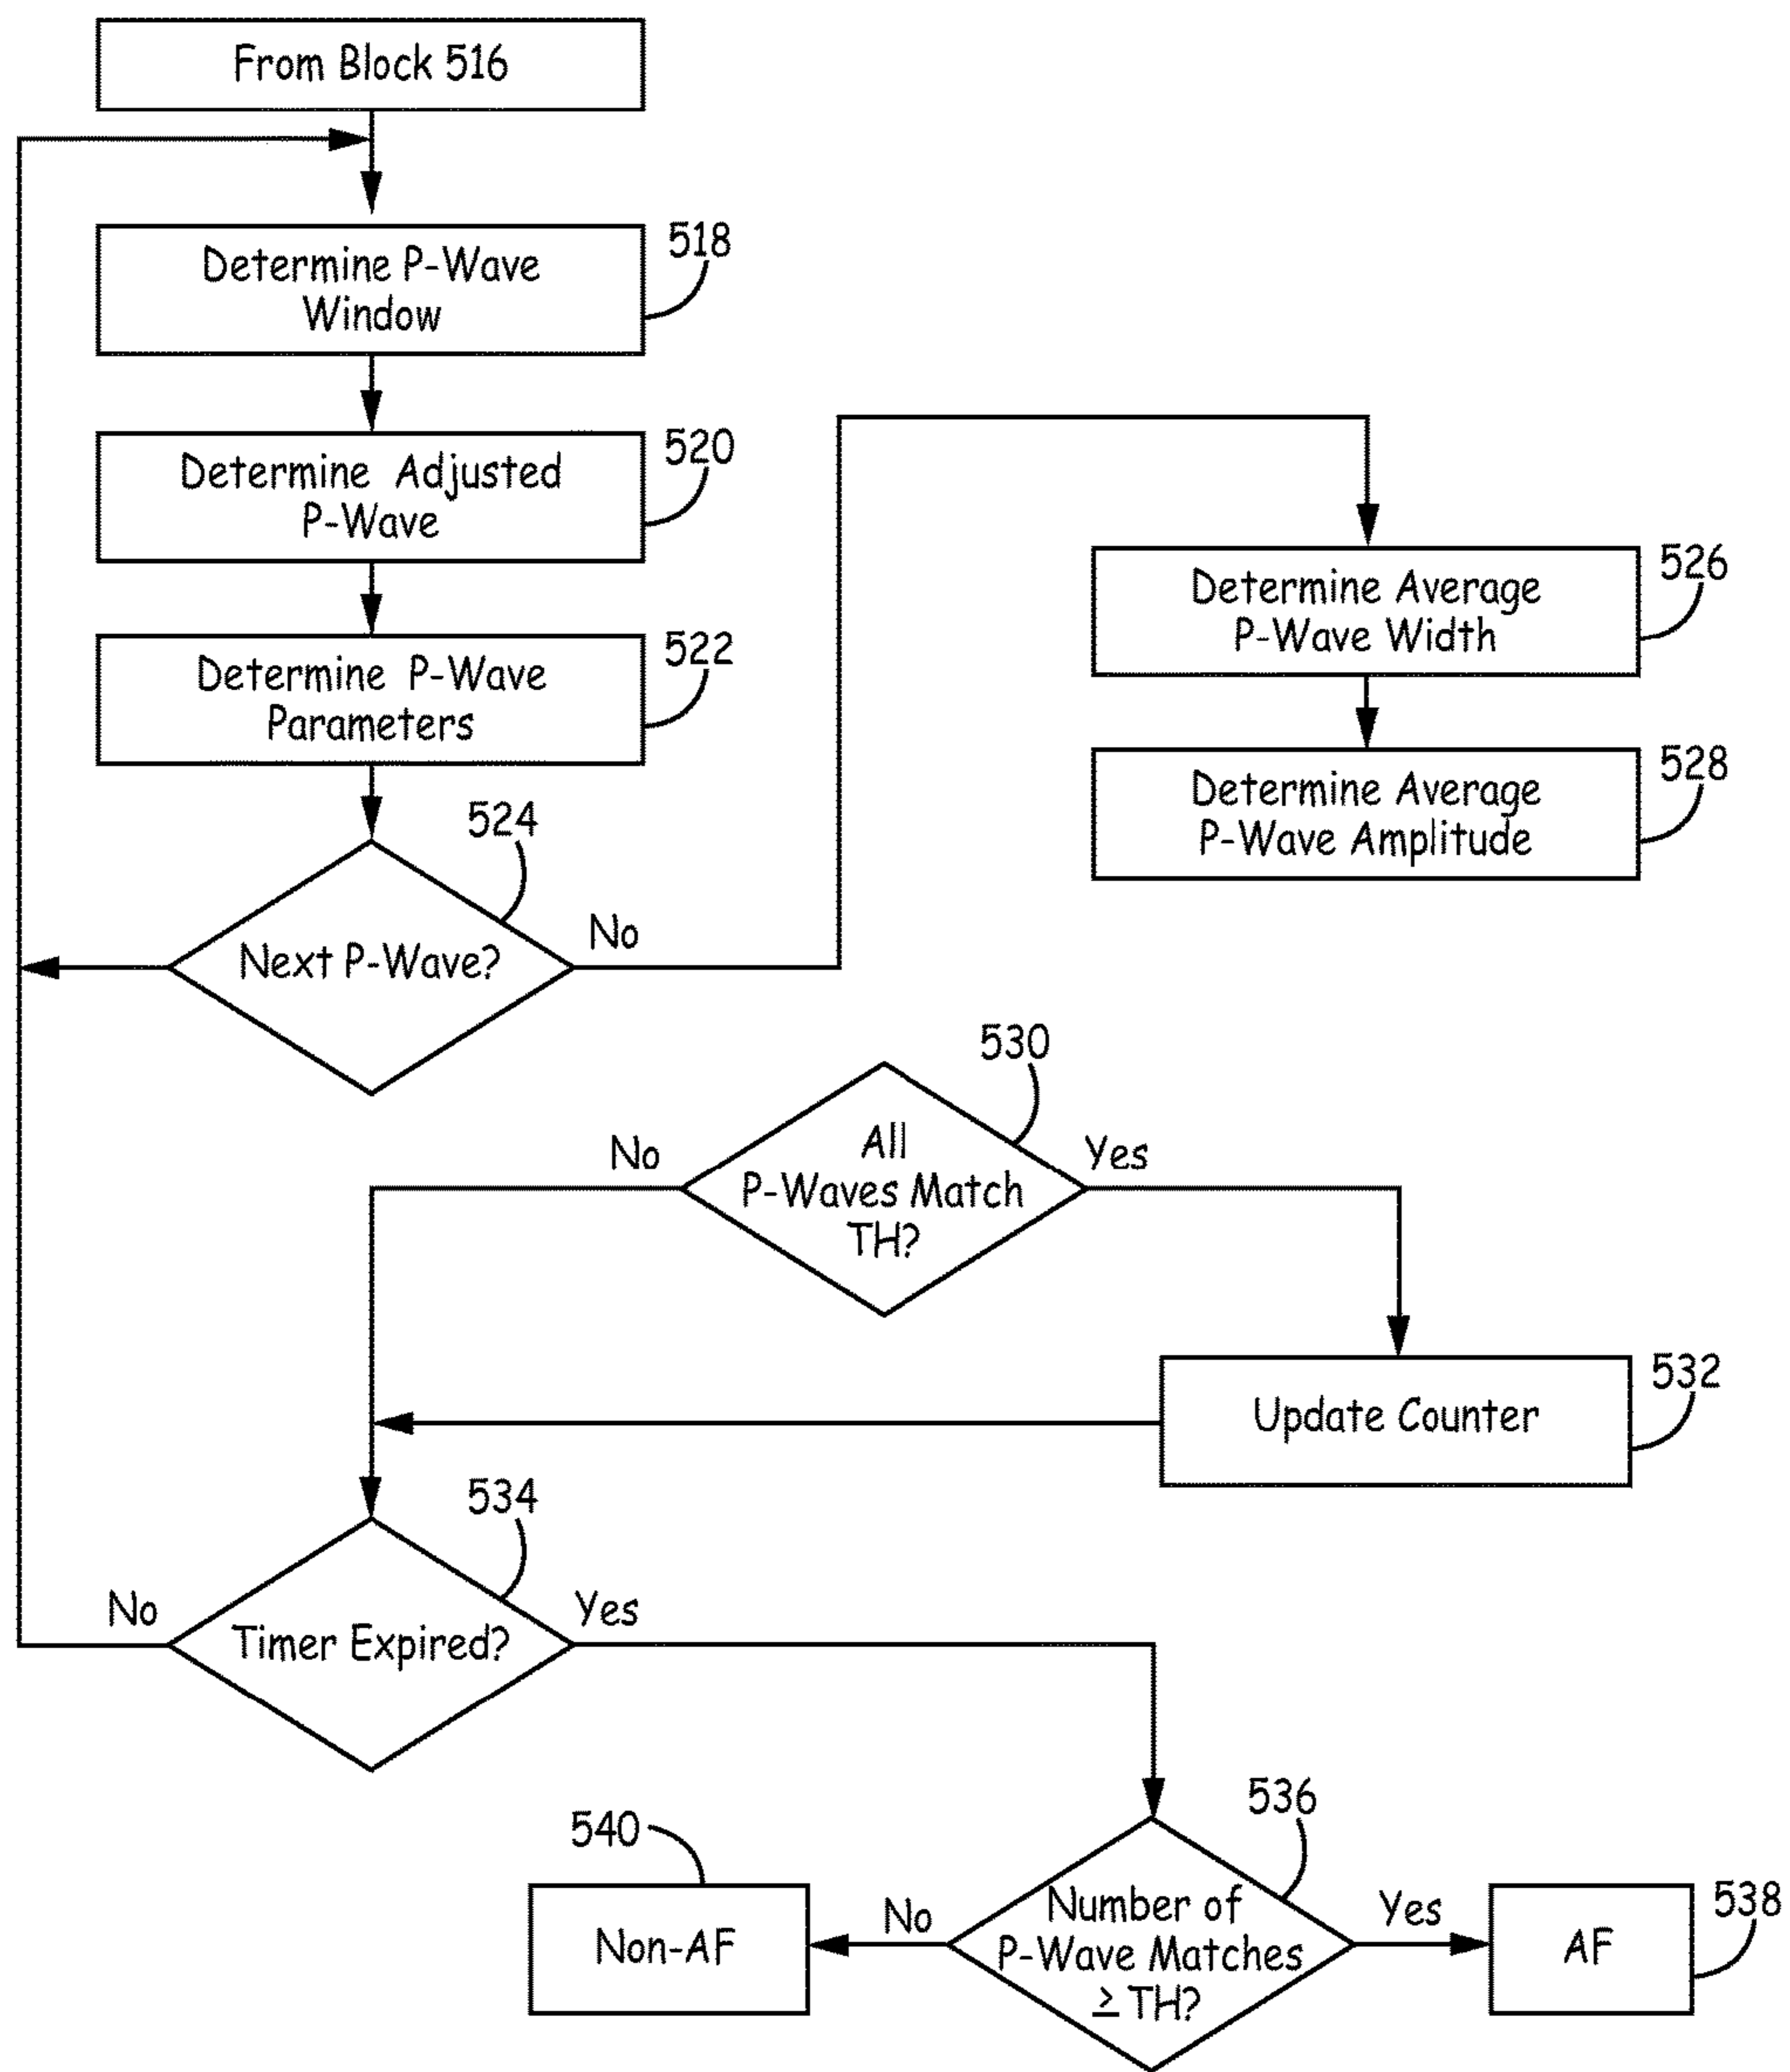 From Block 516
Determine P-Wave
Window
518
Determine Adjusted
P-Wave
520
Determine P-Wave
Parameters
522
524
Next P-Wave?
No
Determine Average
P-Wave Width
526
Determine Average
P-Wave Amplitude
528
530
All
P-Waves Match
TH?
No
Yes
Update Counter
532
534
Timer Expired?
No
Yes
536
Number of
P-Wave Matches
≥ TH?
No
Yes
540
Non-AF
AF
538